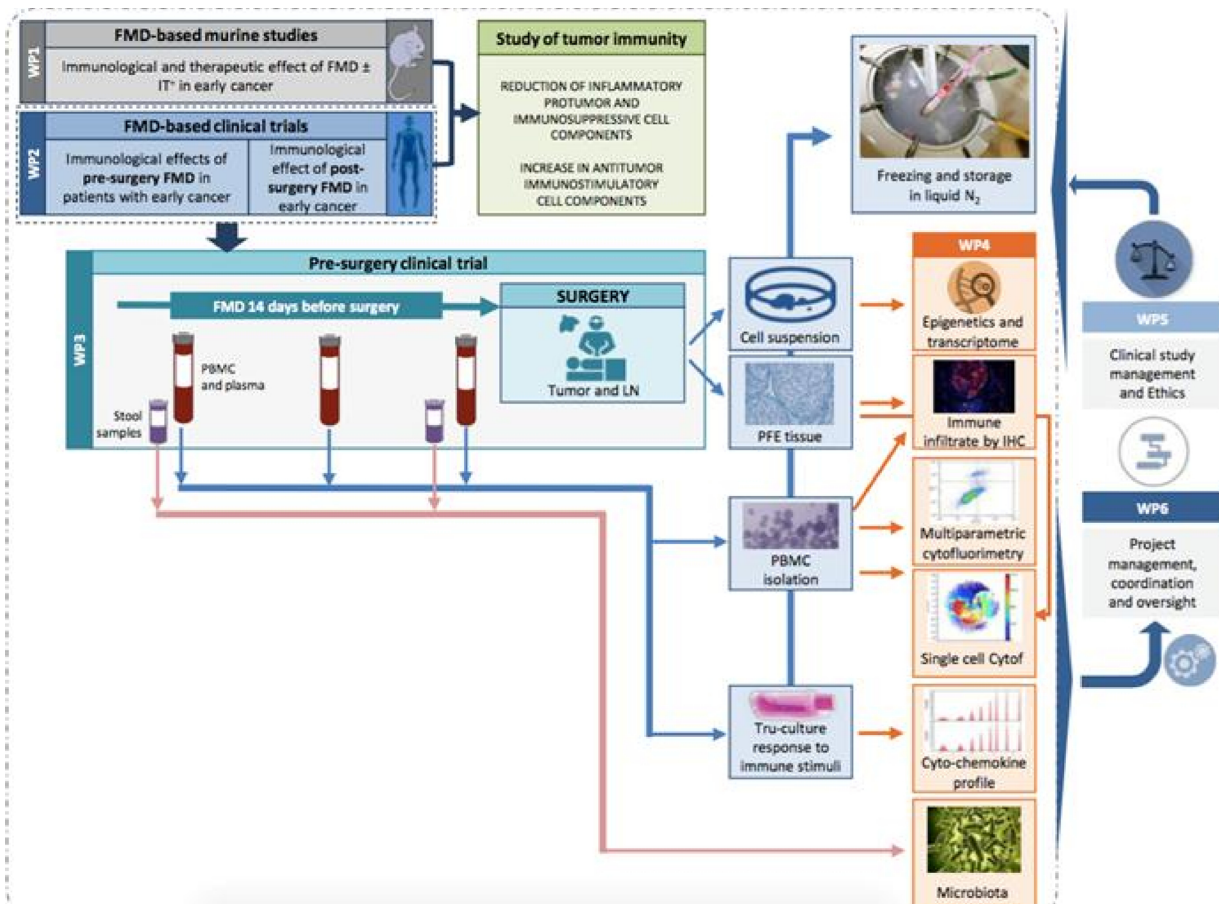 WP1
FMD-based murine studies
Immunological and therapeutic effect of FMD ±
IT* in early cancer
WP2
FMD-based clinical trials
Immunological effects of
pre-surgery FMD in
patients with early cancer
Immunological
effect of post-
surgery FMD in
early cancer
Study of tumor immunity
REDUCTION OF INFLAMMATORY
PROTUMOR AND
IMMUNOSUPPRESSIVE CELL
COMPONENTS
INCREASE IN ANTITUMOR
IMMUNOSTIMULATORY
CELL COMPONENTS
Freezing and storage
in liquid N₂
WP3
Pre-surgery clinical trial
FMD 14 days before surgery
PBMC
and plasma
Stool
samples
SURGERY
Tumor and LN
Cell suspension
PFE tissue
PBMC
isolation
Tru-culture
response to
immune stimuli
WP4
Epigenetics and
transcriptome
Immune
infiltrate by IHC
Multiparametric
cytofluorimetry
Single cell Cytof
Cyto-chemokine
profile
Microbiota
WP5
Clinical study
management
and Ethics
WP6
Project
management,
coordination
and oversight